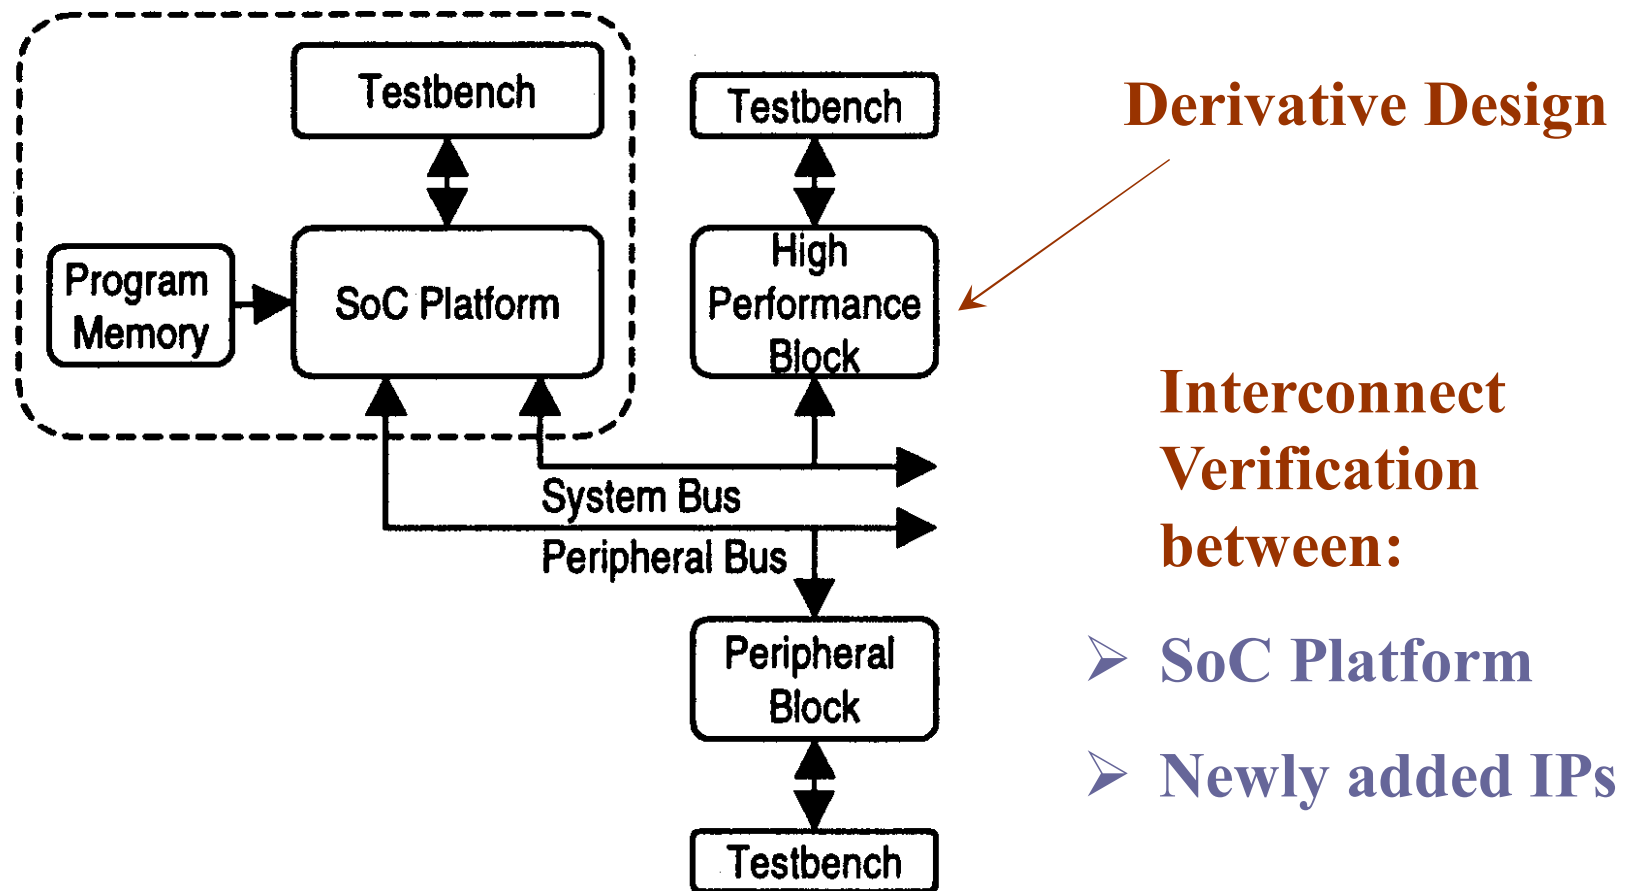 Testbench
Testbench
Derivative Design
Program
Memory
SoC Platform
High
Performance
Block
Interconnect
Verification
between:
System Bus
Peripheral Bus
Peripheral
Block
➢ SoC Platform
➢ Newly added IPs
Testbench